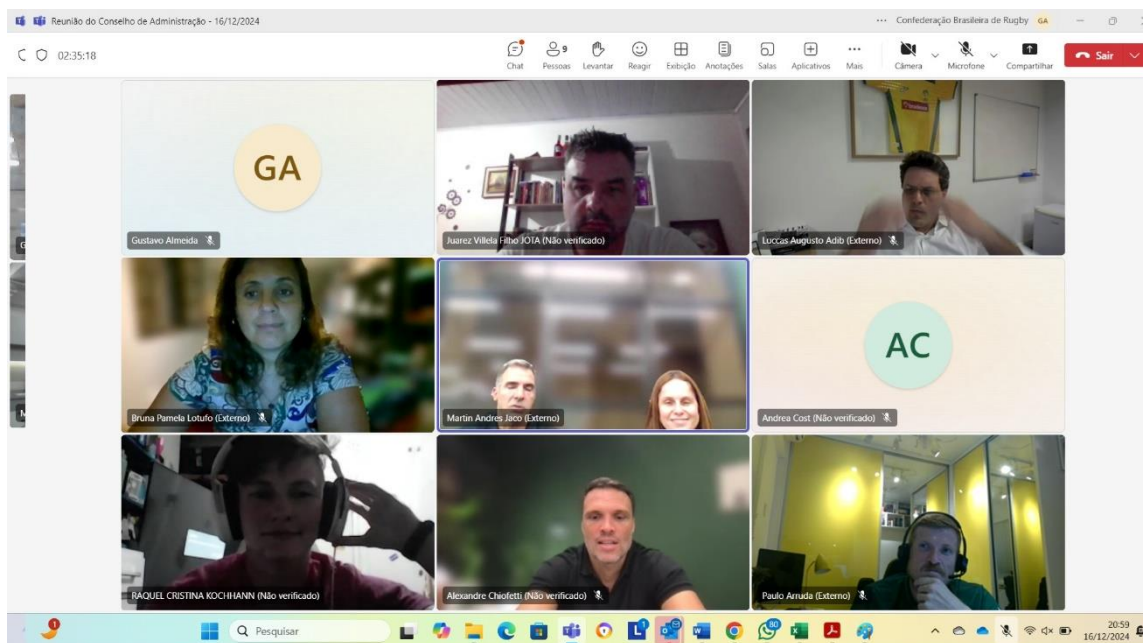 Reunião do Conselho de Administração - 16/12/2024
Confederação Brasileira de Rugby GA
02:35:18
9
Chat
Pessoas
Levantar
Reagir
Exibição
Anotações
Salas
Aplicativos
Mais
Câmera
Microfone
Compartilhar
Sair
GA
Gustavo Almeida
Juarez Villela Filho JOTA (Não verificado)
Luccas Augusto Adib (Externo)
Bruna Pamela Lotufo (Externo)
Martin Andres Jaco (Externo)
AC
Andrea Cost (Não verificado)
RAQUEL CRISTINA KOCHHANN (Não verificado)
Alexandre Chiofetti (Não verificado)
Paulo Arruda (Externo)
1
Pesquisar
80
20:59
16/12/2024